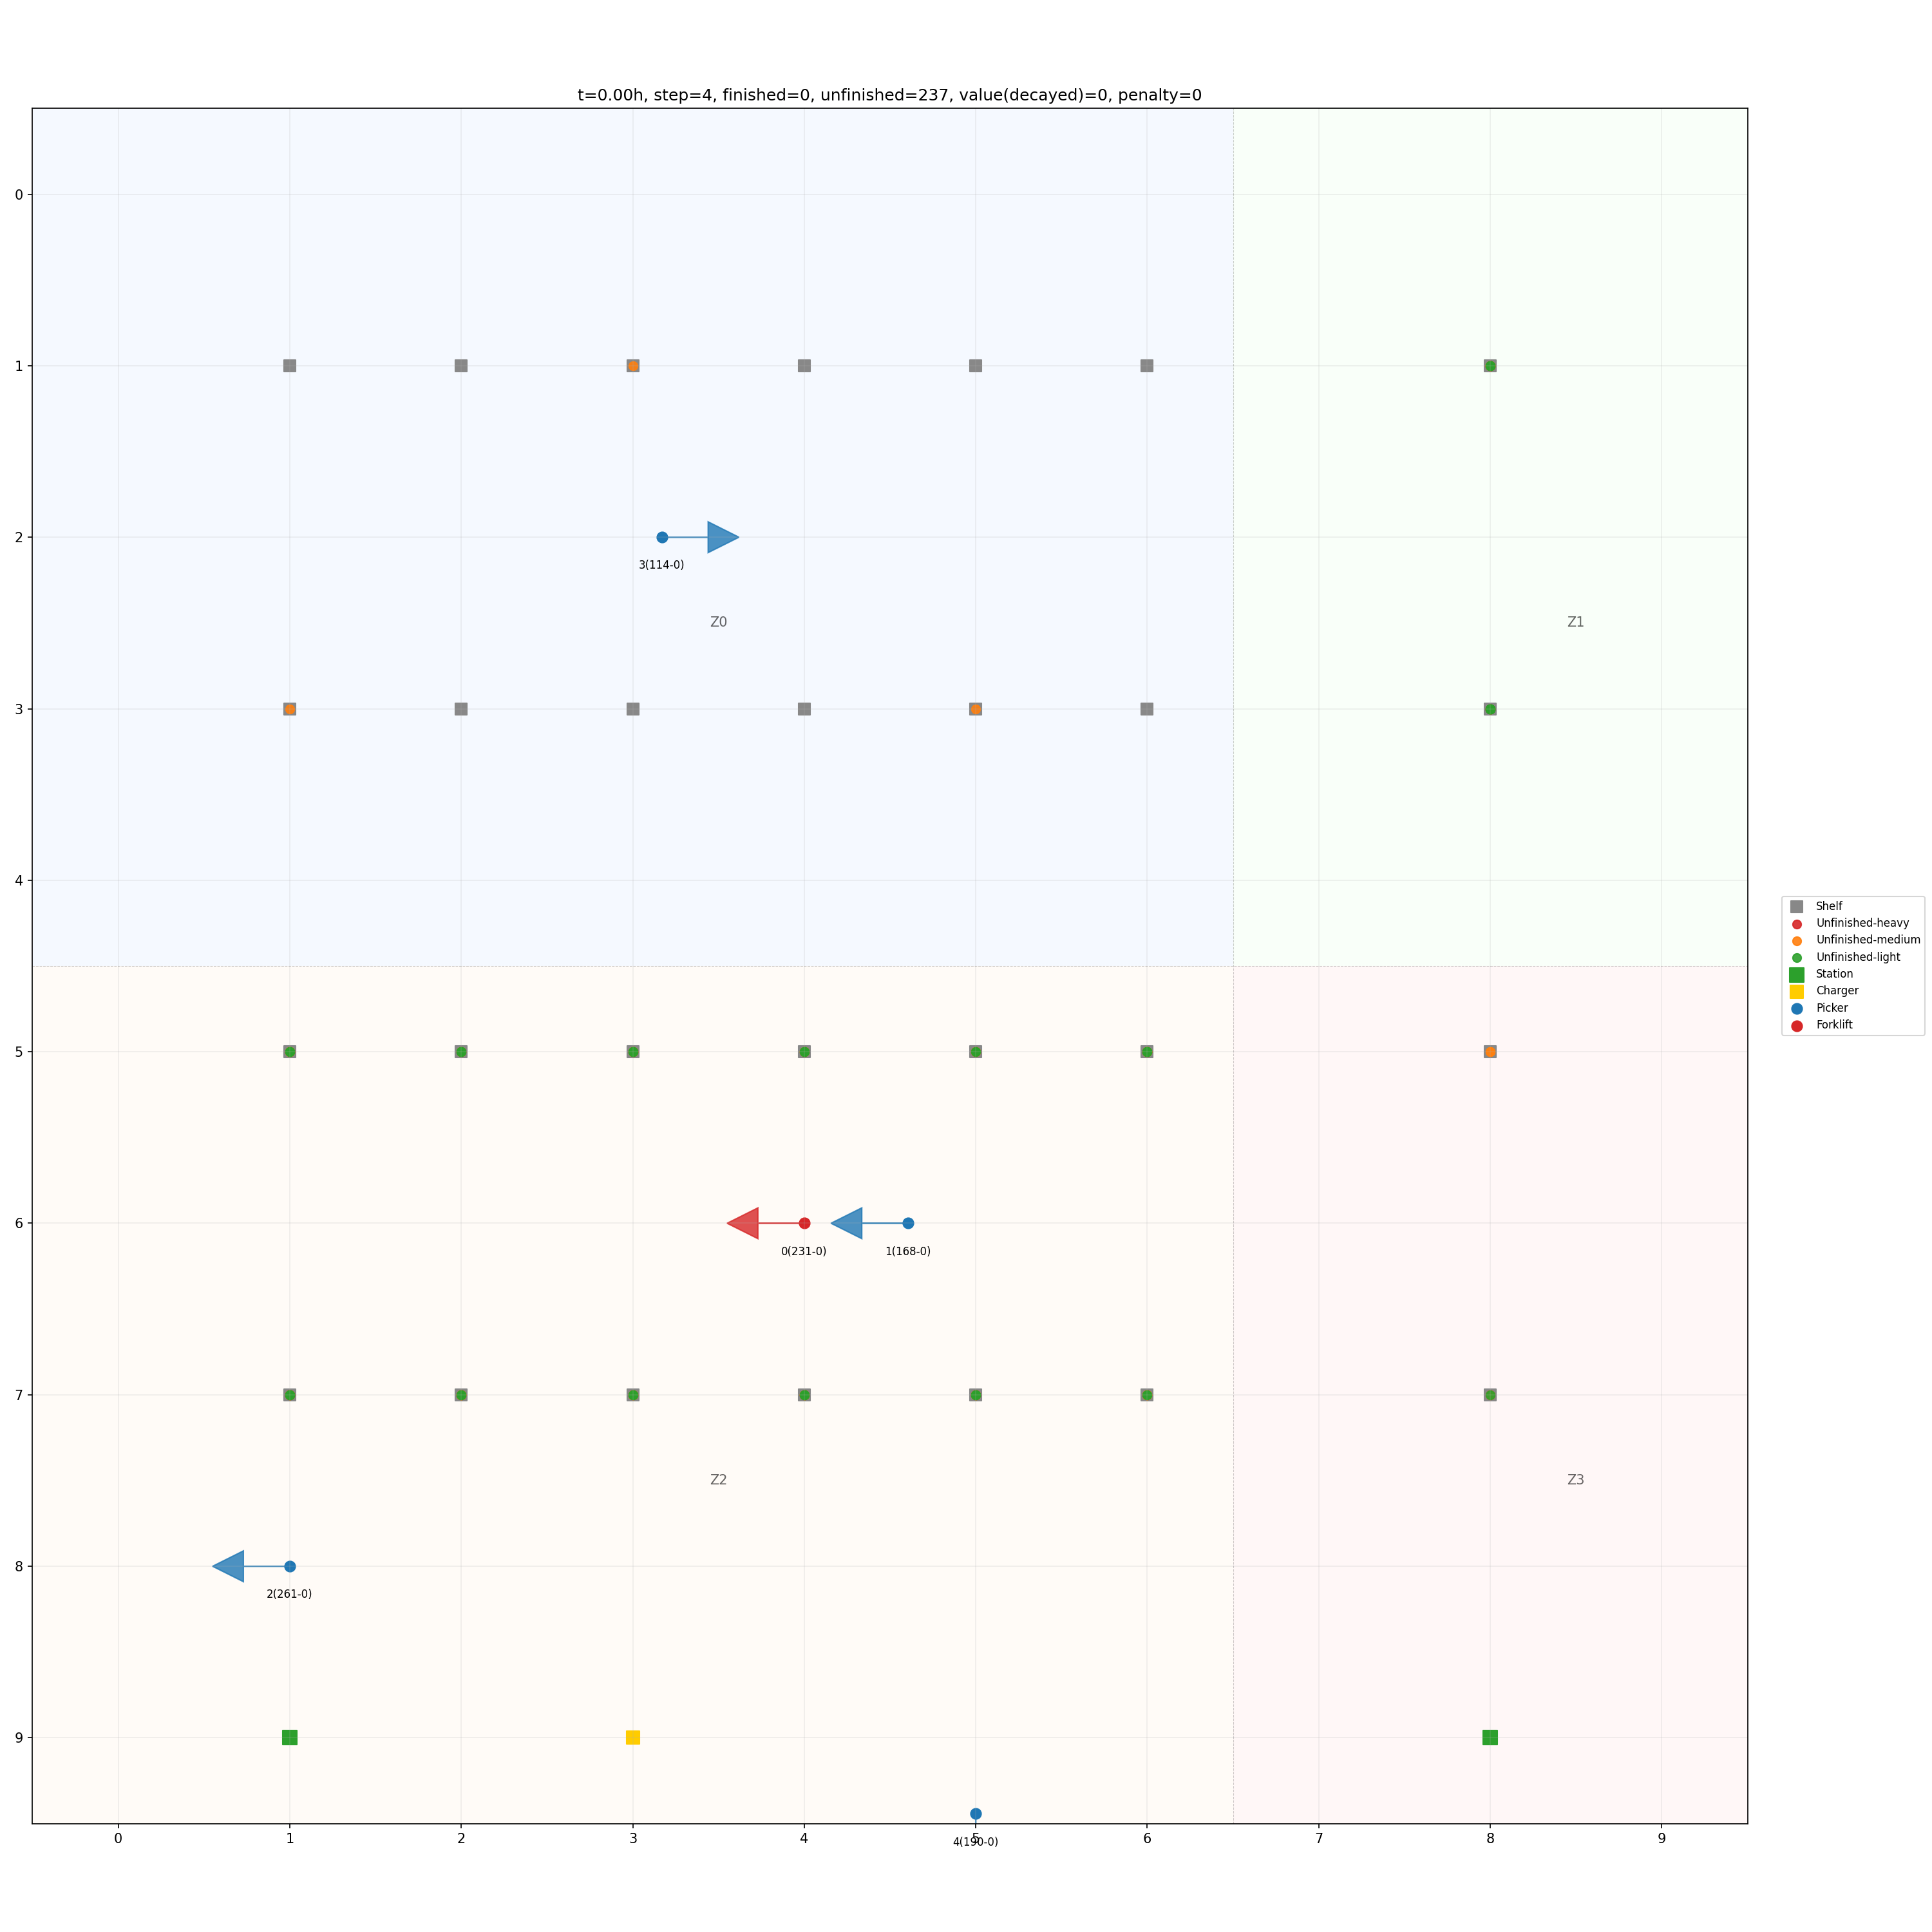 t=0.00h, step=4, finished=0, unfinished=237, value(decayed)=0, penalty=0
0
1
2
3(114-0)
Z0
Z1
3
4
Shelf
Unfinished-heavy
Unfinished-medium
Unfinished-light
Station
Charger
Picker
Forklift
5
6
0(231-0)
1(168-0)
7
Z2
Z3
8
2(261-0)
9
0 1 2 3 4 5 6 7 8 9
4(190-0)